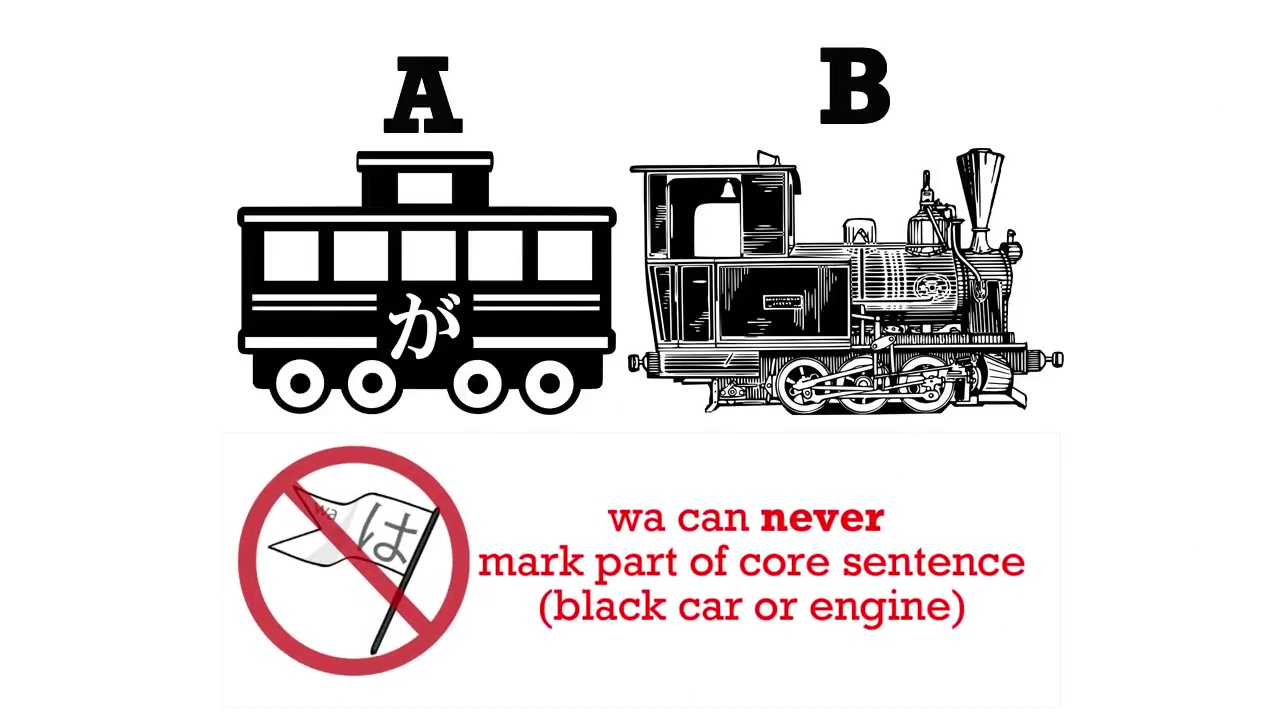 A
B
が
wa
は
wa can never
mark part of core sentence
(black car or engine)